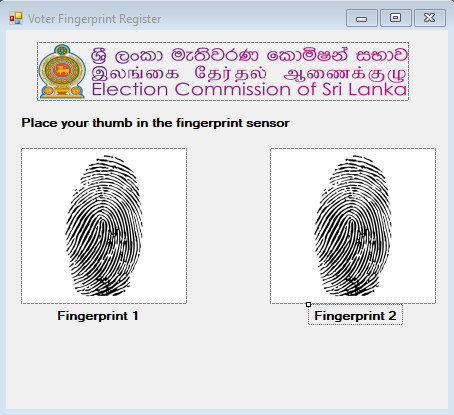 Voter Fingerprint Register
ශ්‍රී ලංකා මැතිවරණ කොමිෂන් සභාව
இலங்கை தேர்தல் ஆணைக்குழு
Election Commission of Sri Lanka
Place your thumb in the fingerprint sensor
Fingerprint 1
Fingerprint 2